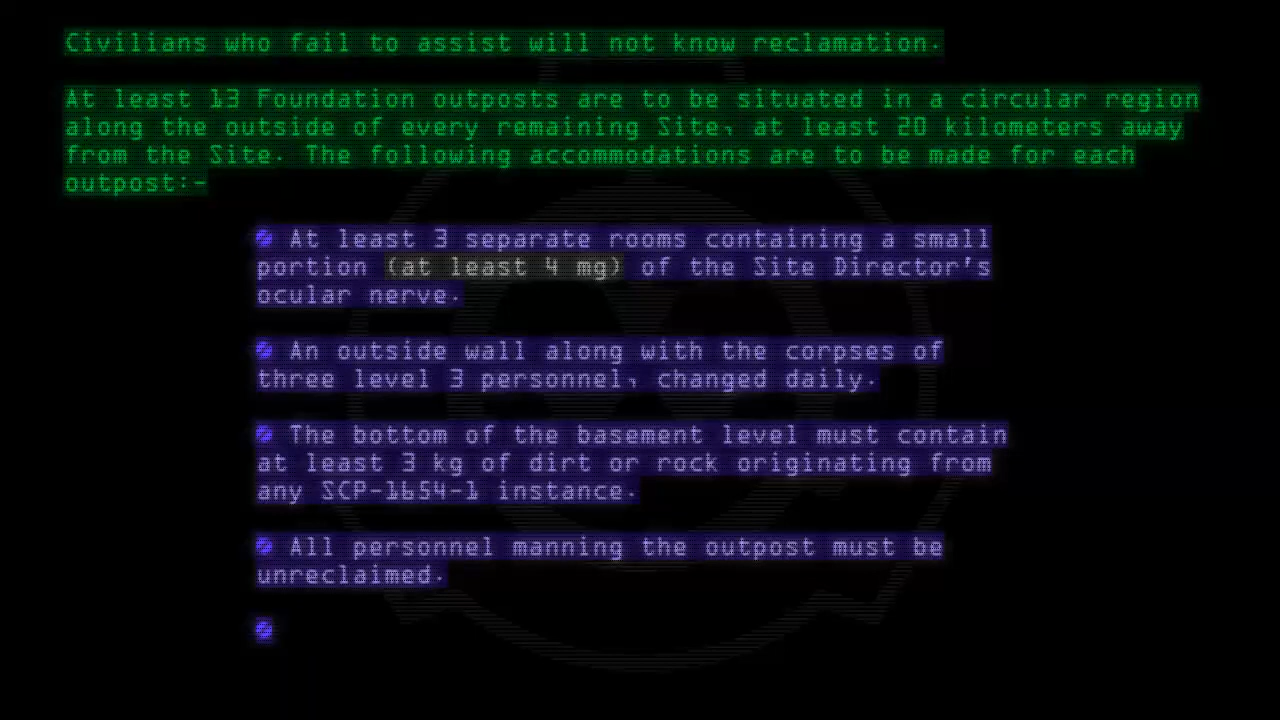 Civilians who fail to assist will not know reclamation.
At least 13 Foundation outposts are to be situated in a circular region
along the outside of every remaining Site, at least 20 kilometers away
from the Site. The following accommodations are to be made for each
outpost:-
At least 3 separate rooms containing a small
portion (at least 4 mg) of the Site Director's
ocular nerve.
An outside wall along with the corpses of
three level 3 personnel, changed daily.
The bottom of the basement level must contain
at least 3 kg of dirt or rock originating from
any SCP-1654-1 instance.
All personnel manning the outpost must be
unreclaimed.